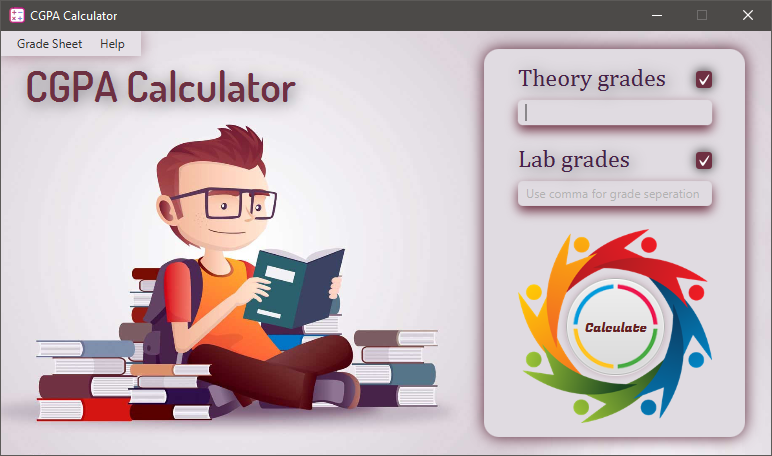 CGPA Calculator
Grade Sheet Help
CGPA Calculator
Theory grades
Lab grades
Use comma for grade seperation
Calculate